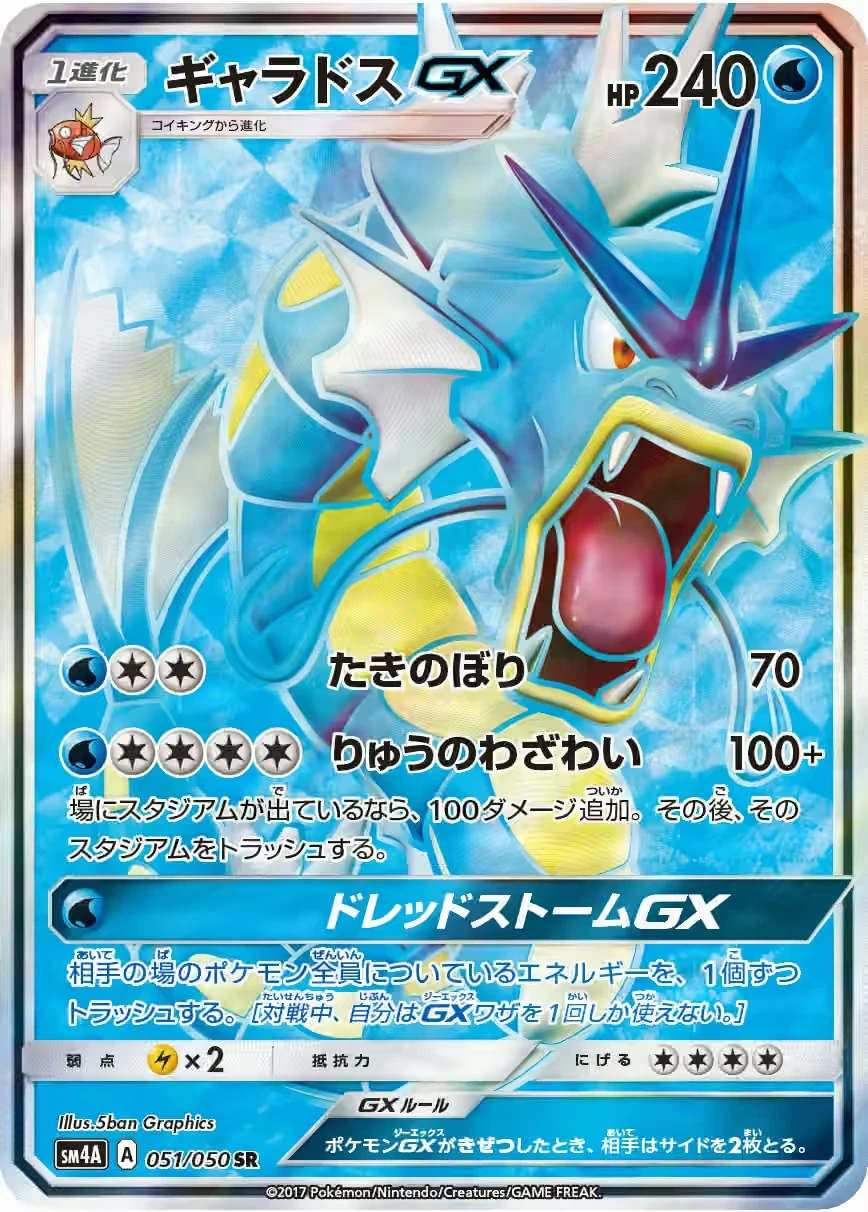 1進化
ギャラドスGX
HP240
コイキングから進化
たきのぼり 70
りゅうのわざわい 100+
場にスタジアムが出ているなら、100ダメージ追加。その後、その
スタジアムをトラッシュする。
ドレッドストームGX
相手の場のポケモン全員についているエネルギーを、1個ずつ
トラッシュする。[対戦中、自分はGXワザを1回しか使えない。]
弱点 ×2 抵抗力 にげる
GXルール
ポケモンGXがきぜつしたとき、相手はサイドを2枚とる。
Illus.5ban Graphics
SM4A A 051/050 SR
©2017 Pokémon/Nintendo/Creatures/GAME FREAK.